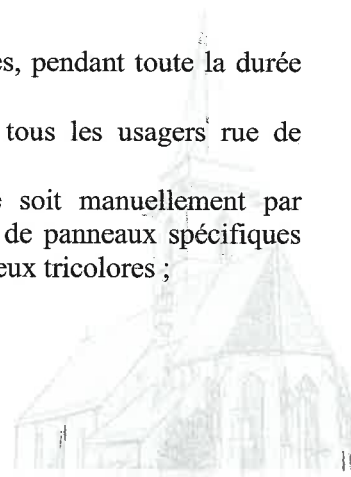 es, pendant toute la durée
tous les usagers rue de
e soit manuellement par
de panneaux spécifiques
eux tricolores ;